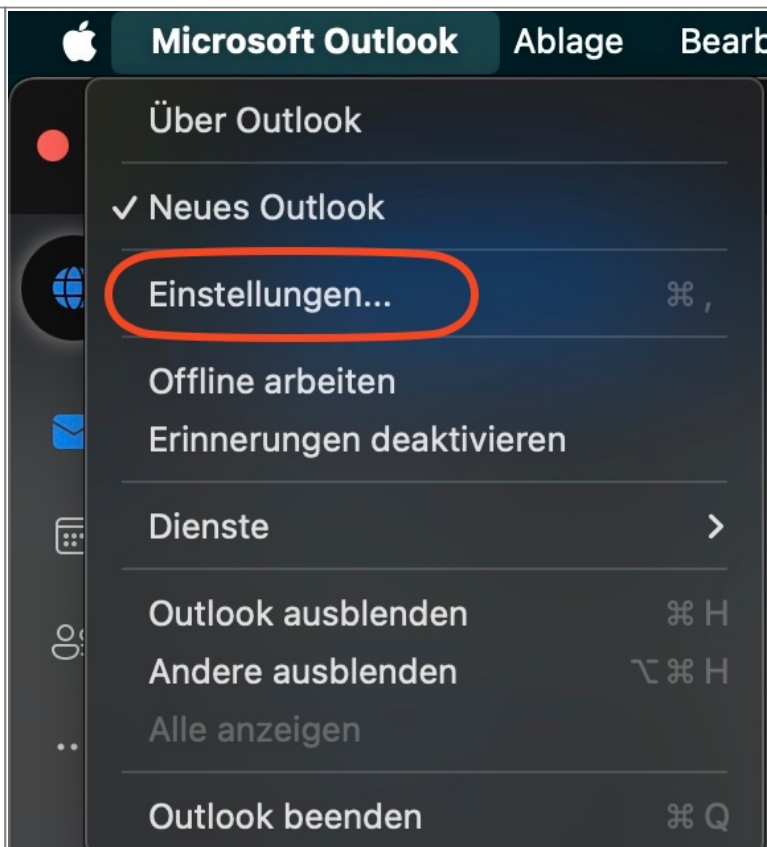 Microsoft Outlook Ablage Bearb
Über Outlook
✓ Neues Outlook
Einstellungen... ⌘ ,
Offline arbeiten
Erinnerungen deaktivieren
Dienste >
Outlook ausblenden ⌘ H
Andere ausblenden ⌥ ⌘ H
Alle anzeigen
Outlook beenden ⌘ Q